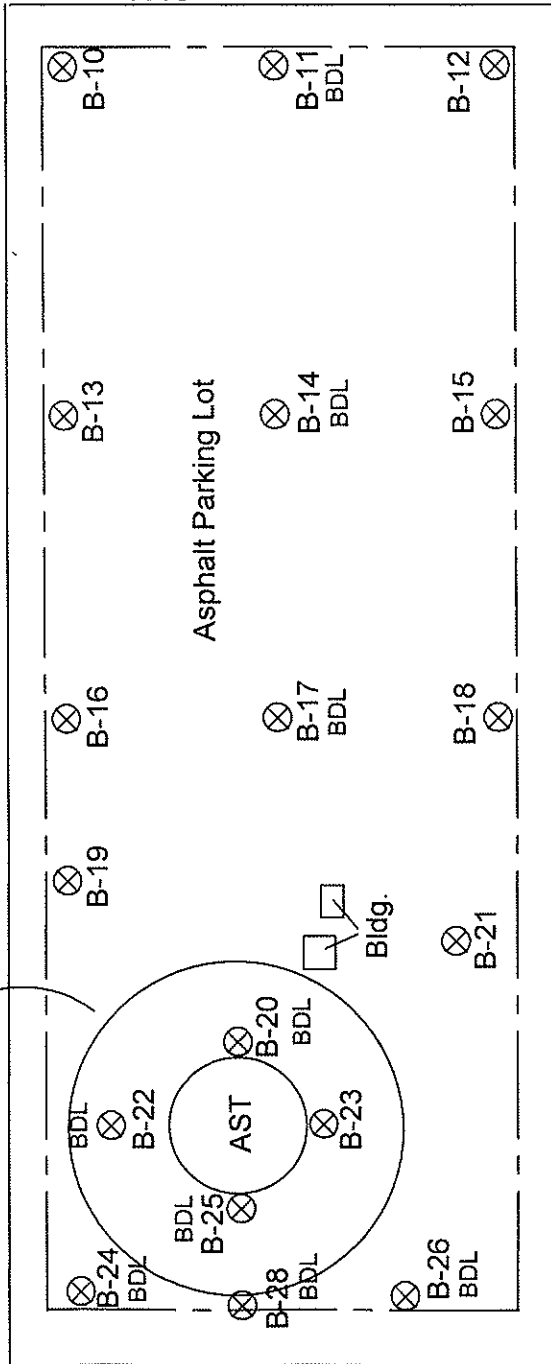 B-24
BDL
BDL
B-22
B-19
B-16
B-13
B-10
Asphalt Parking Lot
BDL
B-25
AST
B-20
BDL
B-28
BDL
B-17
BDL
B-14
BDL
B-11
BDL
B-23
Bldg.
B-26
BDL
B-21
B-18
B-15
B-12